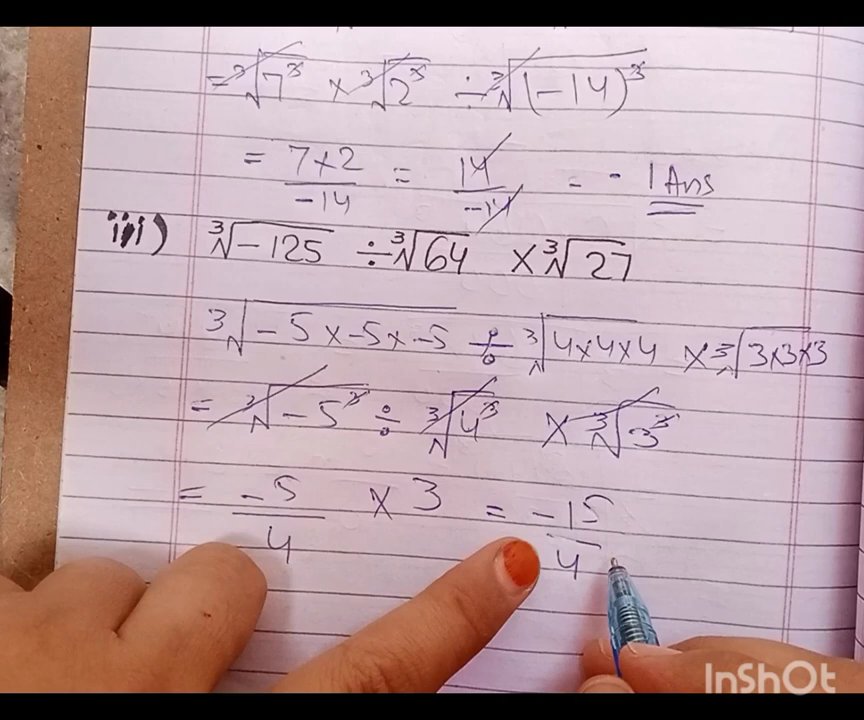 = ³√7³ × ³√2³ ÷ ³√(-14)³
= 7×2/-14 = 14/-14 = -1 Ans
iii) ³√-125 ÷ ³√64 × ³√27
³√-5×-5×-5 ÷ ³√4×4×4 × ³√3×3×3
= ³√-5³ ÷ ³√4³ × ³√3³
= -5/4 × 3 = -15/4
InShOt